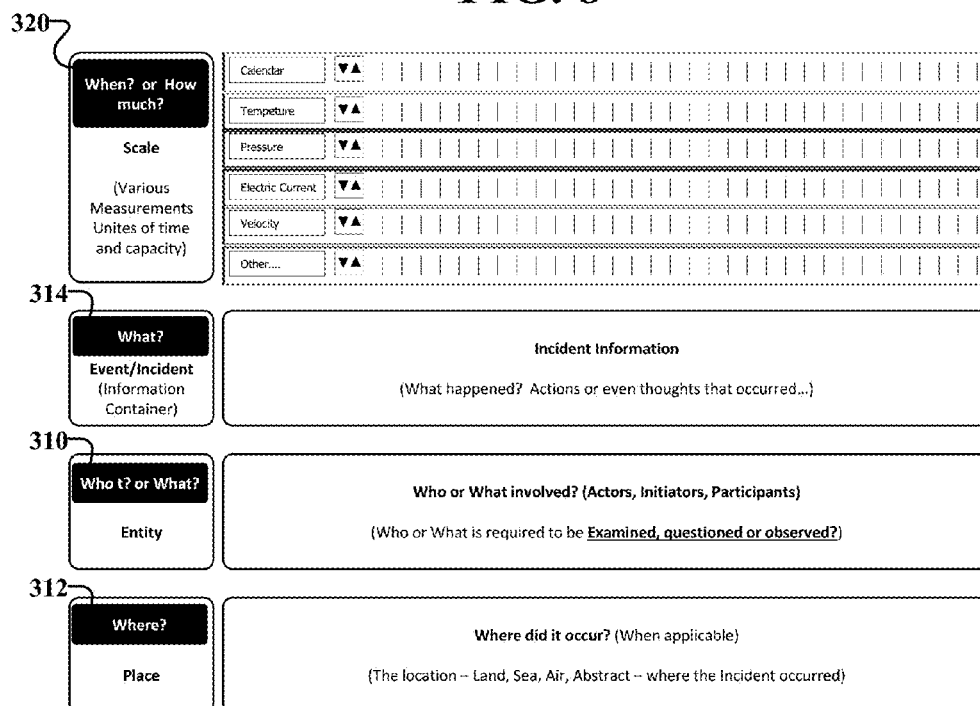 320
When? or How
much?
Scale
(Various
Measurements
Unites of time
and capacity)
Calendar
Tempeture
Pressure
Electric Current
Velocity
Other....
314
What?
Event/Incident
(Information
Container)
Incident Information
(What happened? Actions or even thoughts that occurred...)
310
Who t? or What?
Entity
Who or What involved? (Actors, Initiators, Participants)
(Who or What is required to be Examined, questioned or observed?)
312
Where?
Place
Where did it occur? (When applicable)
(The location – Land, Sea, Air, Abstract – where the Incident occurred)